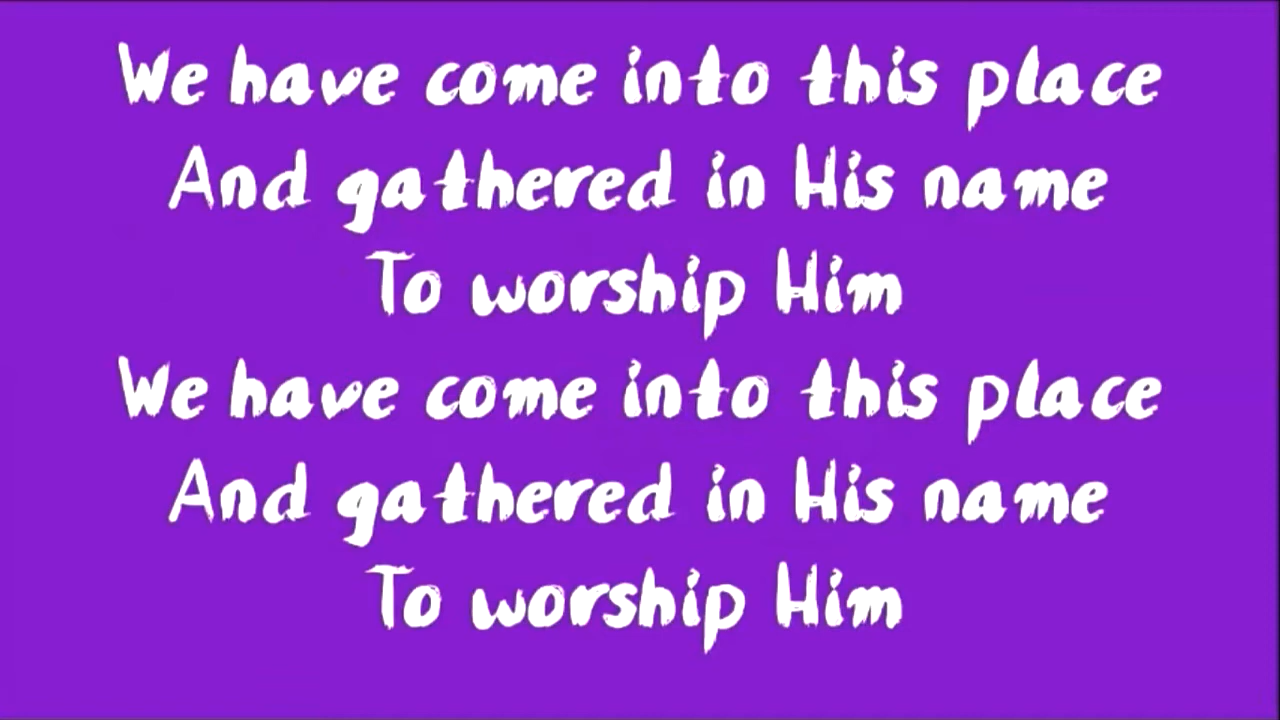 We have come into this place
And gathered in His name
To worship Him
We have come into this place
And gathered in His name
To worship Him